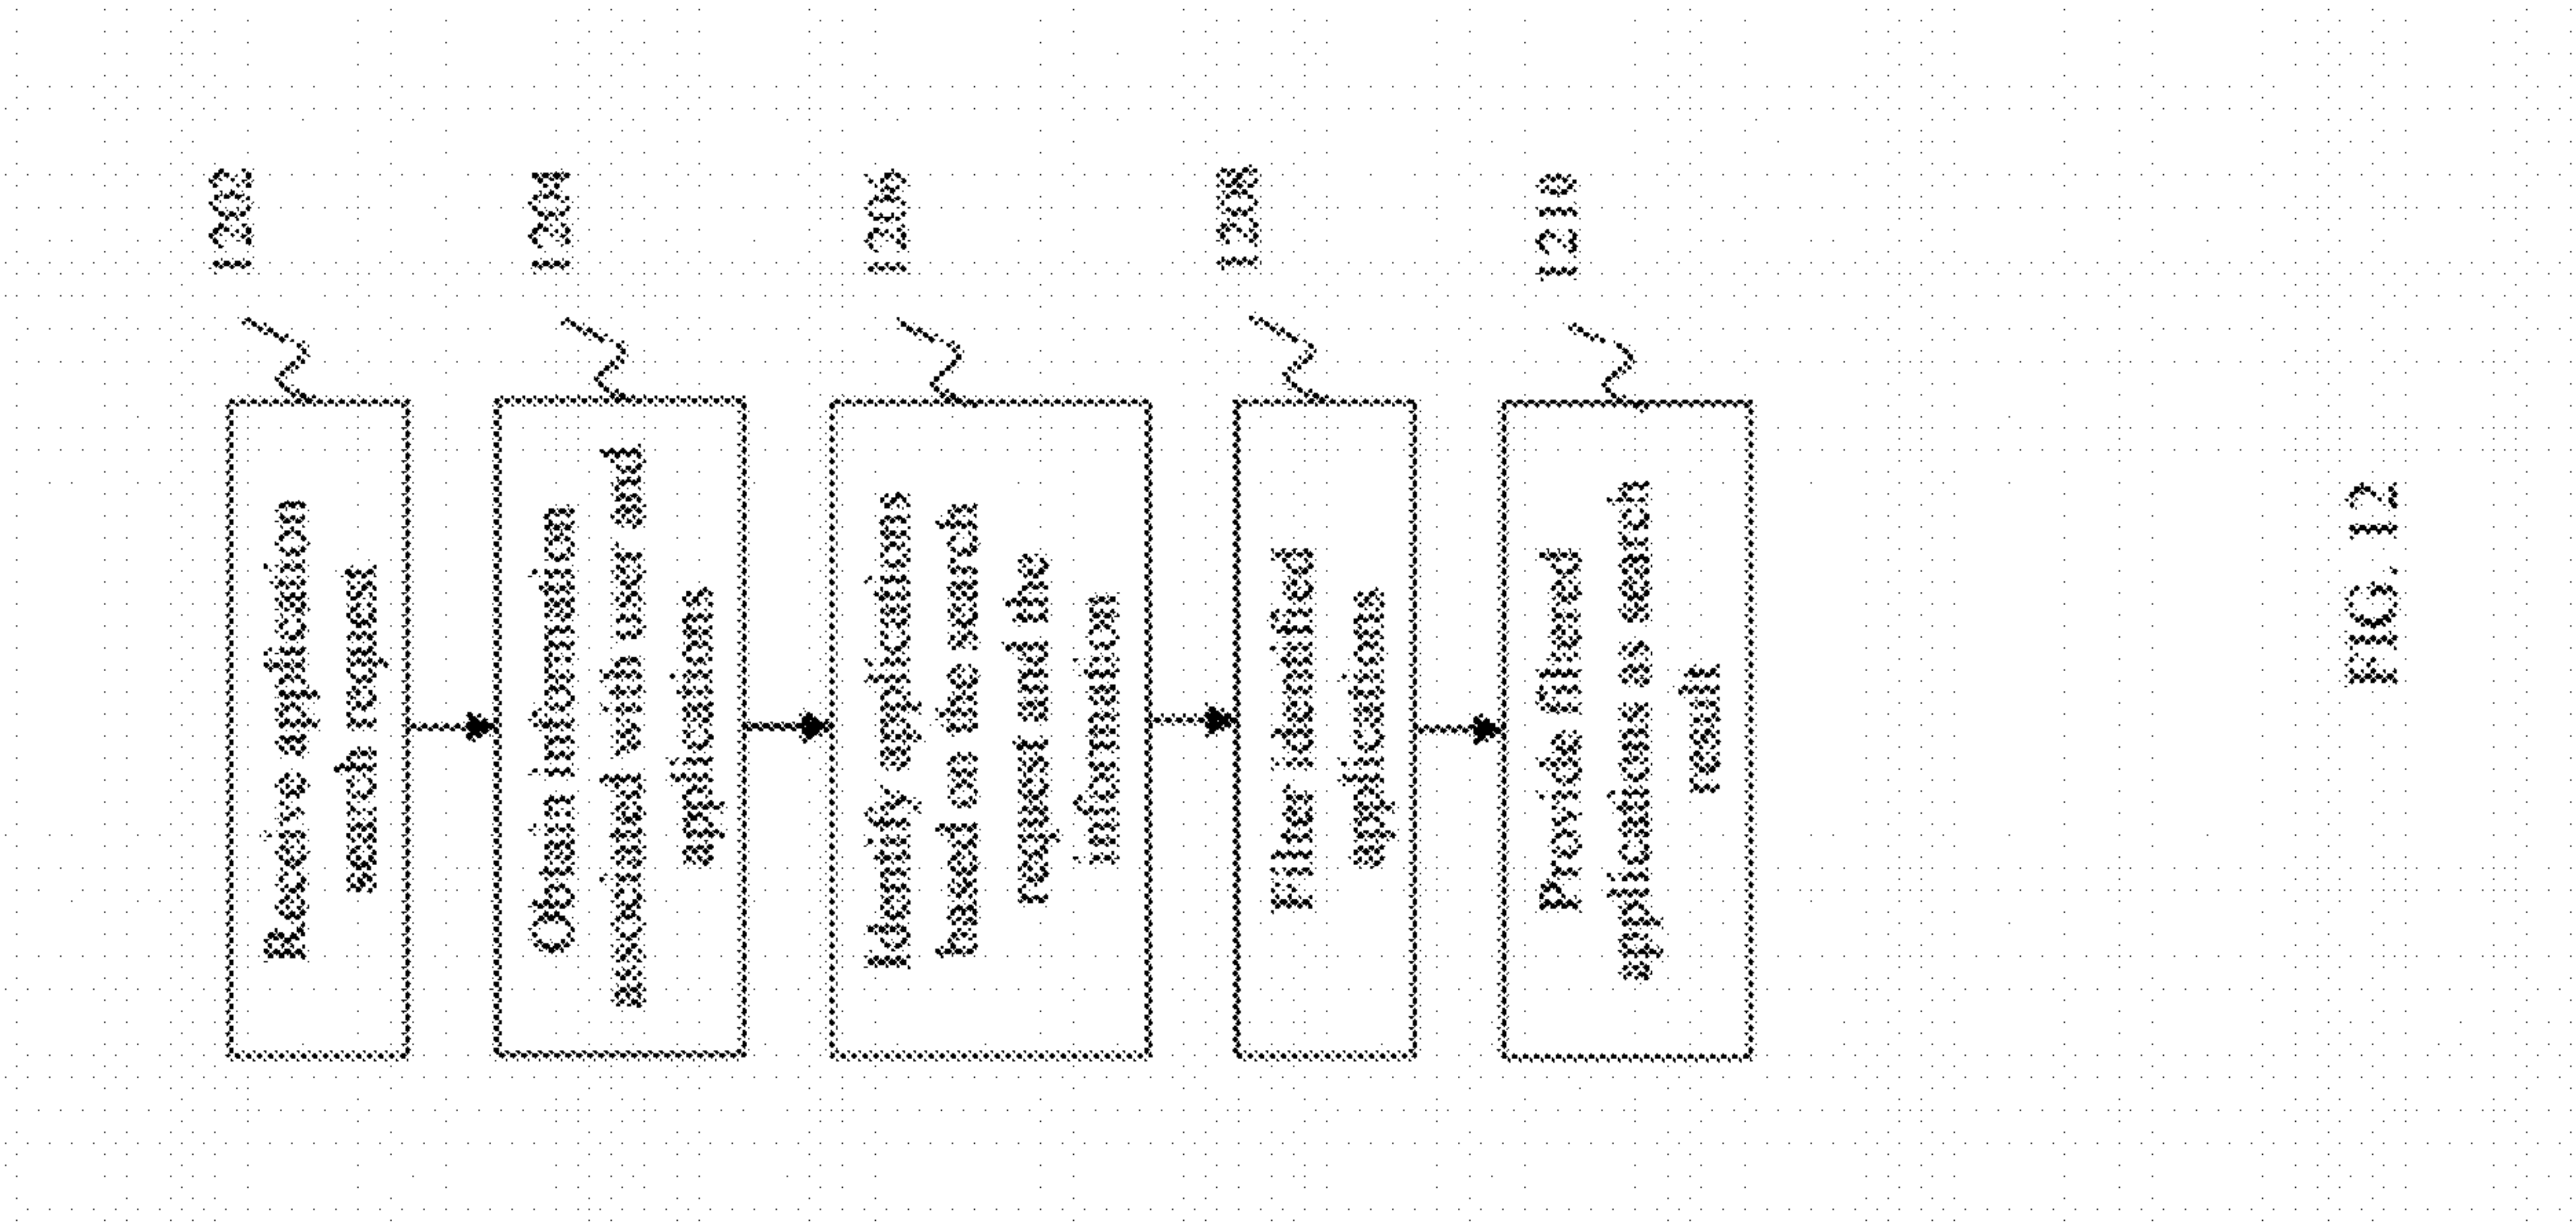 Receive application
search request
1202
Obtain information
associated with user and
applications
1204
Identify applications
based on the search
request and the
information
1206
Filter identified
applications
1208
Provide filtered
applications as search
result
1210
FIG. 12